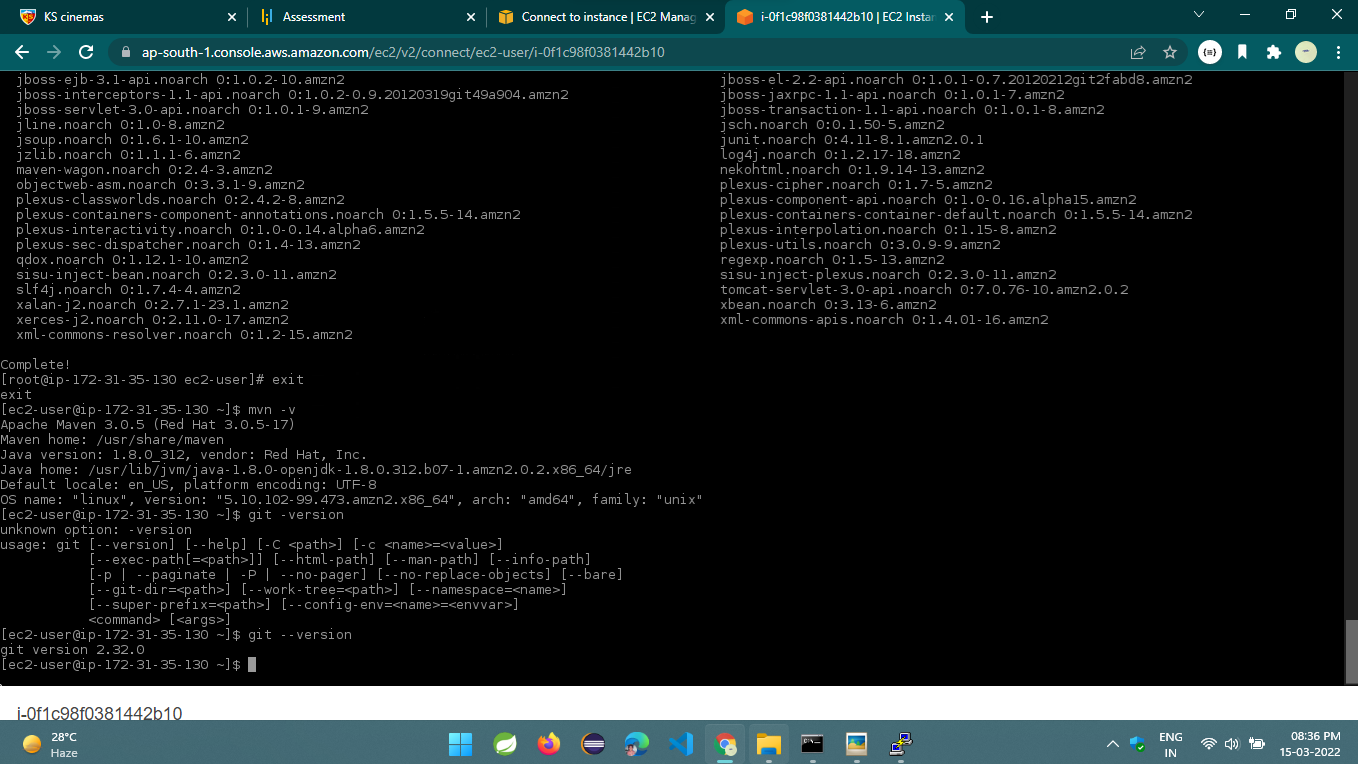 KS cinemas
Assessment
Connect to instance | EC2 Manag
i-0f1c98f0381442b10 | EC2 Instan
ap-south-1.console.aws.amazon.com/ec2/v2/connect/ec2-user/i-0f1c98f0381442b10
jboss-ejb-3.1-api.noarch 0:1.0.2-10.amzn2 jboss-el-2.2-api.noarch 0:1.0.1-0.7.20120212git2fabd8.amzn2
jboss-interceptors-1.1-api.noarch 0:1.0.2-0.9.20120319git49a904.amzn2 jboss-jaxrpc-1.1-api.noarch 0:1.0.1-7.amzn2
jboss-servlet-3.0-api.noarch 0:1.0.1-9.amzn2 jboss-transaction-1.1-api.noarch 0:1.0.1-8.amzn2
jline.noarch 0:1.0-8.amzn2 jsch.noarch 0:0.1.50-5.amzn2
jsoup.noarch 0:1.6.1-10.amzn2 junit.noarch 0:4.11-8.1.amzn2.0.1
jzlib.noarch 0:1.1.1-6.amzn2 log4j.noarch 0:1.2.17-18.amzn2
maven-wagon.noarch 0:2.4-3.amzn2 nekohtml.noarch 0:1.9.14-13.amzn2
objectweb-asm.noarch 0:3.3.1-9.amzn2 plexus-cipher.noarch 0:1.7-5.amzn2
plexus-classworlds.noarch 0:2.4.2-8.amzn2 plexus-component-api.noarch 0:1.0-0.16.alpha15.amzn2
plexus-containers-component-annotations.noarch 0:1.5.5-14.amzn2 plexus-containers-container-default.noarch 0:1.5.5-14.amzn2
plexus-interactivity.noarch 0:1.0-0.14.alpha6.amzn2 plexus-interpolation.noarch 0:1.15-8.amzn2
plexus-sec-dispatcher.noarch 0:1.4-13.amzn2 plexus-utils.noarch 0:3.0.9-9.amzn2
qdox.noarch 0:1.12.1-10.amzn2 regexp.noarch 0:1.5-13.amzn2
sisu-inject-bean.noarch 0:2.3.0-11.amzn2 sisu-inject-plexus.noarch 0:2.3.0-11.amzn2
slf4j.noarch 0:1.7.4-4.amzn2 tomcat-servlet-3.0-api.noarch 0:7.0.76-10.amzn2.0.2
xalan-j2.noarch 0:2.7.1-23.1.amzn2 xbean.noarch 0:3.13-6.amzn2
xerces-j2.noarch 0:2.11.0-17.amzn2 xml-commons-apis.noarch 0:1.4.01-16.amzn2
xml-commons-resolver.noarch 0:1.2-15.amzn2
Complete!
[root@ip-172-31-35-130 ec2-user]# exit
exit
[ec2-user@ip-172-31-35-130 ~]$ mvn -v
Apache Maven 3.0.5 (Red Hat 3.0.5-17)
Maven home: /usr/share/maven
Java version: 1.8.0_312, vendor: Red Hat, Inc.
Java home: /usr/lib/jvm/java-1.8.0-openjdk-1.8.0.312.b07-1.amzn2.0.2.x86_64/jre
Default locale: en_US, platform encoding: UTF-8
OS name: "linux", version: "5.10.102-99.473.amzn2.x86_64", arch: "amd64", family: "unix"
[ec2-user@ip-172-31-35-130 ~]$ git -version
unknown option: -version
usage: git [--version] [--help] [-C <path>] [-c <name>=<value>]
[--exec-path[=<path>]] [--html-path] [--man-path] [--info-path]
[-p | --paginate | -P | --no-pager] [--no-replace-objects] [--bare]
[--git-dir=<path>] [--work-tree=<path>] [--namespace=<name>]
[--super-prefix=<path>] [--config-env=<name>=<envvar>]
<command> [<args>]
[ec2-user@ip-172-31-35-130 ~]$ git --version
git version 2.32.0
[ec2-user@ip-172-31-35-130 ~]$
i-0f1c98f0381442b10
28°C
Haze
ENG
IN
08:36 PM
15-03-2022